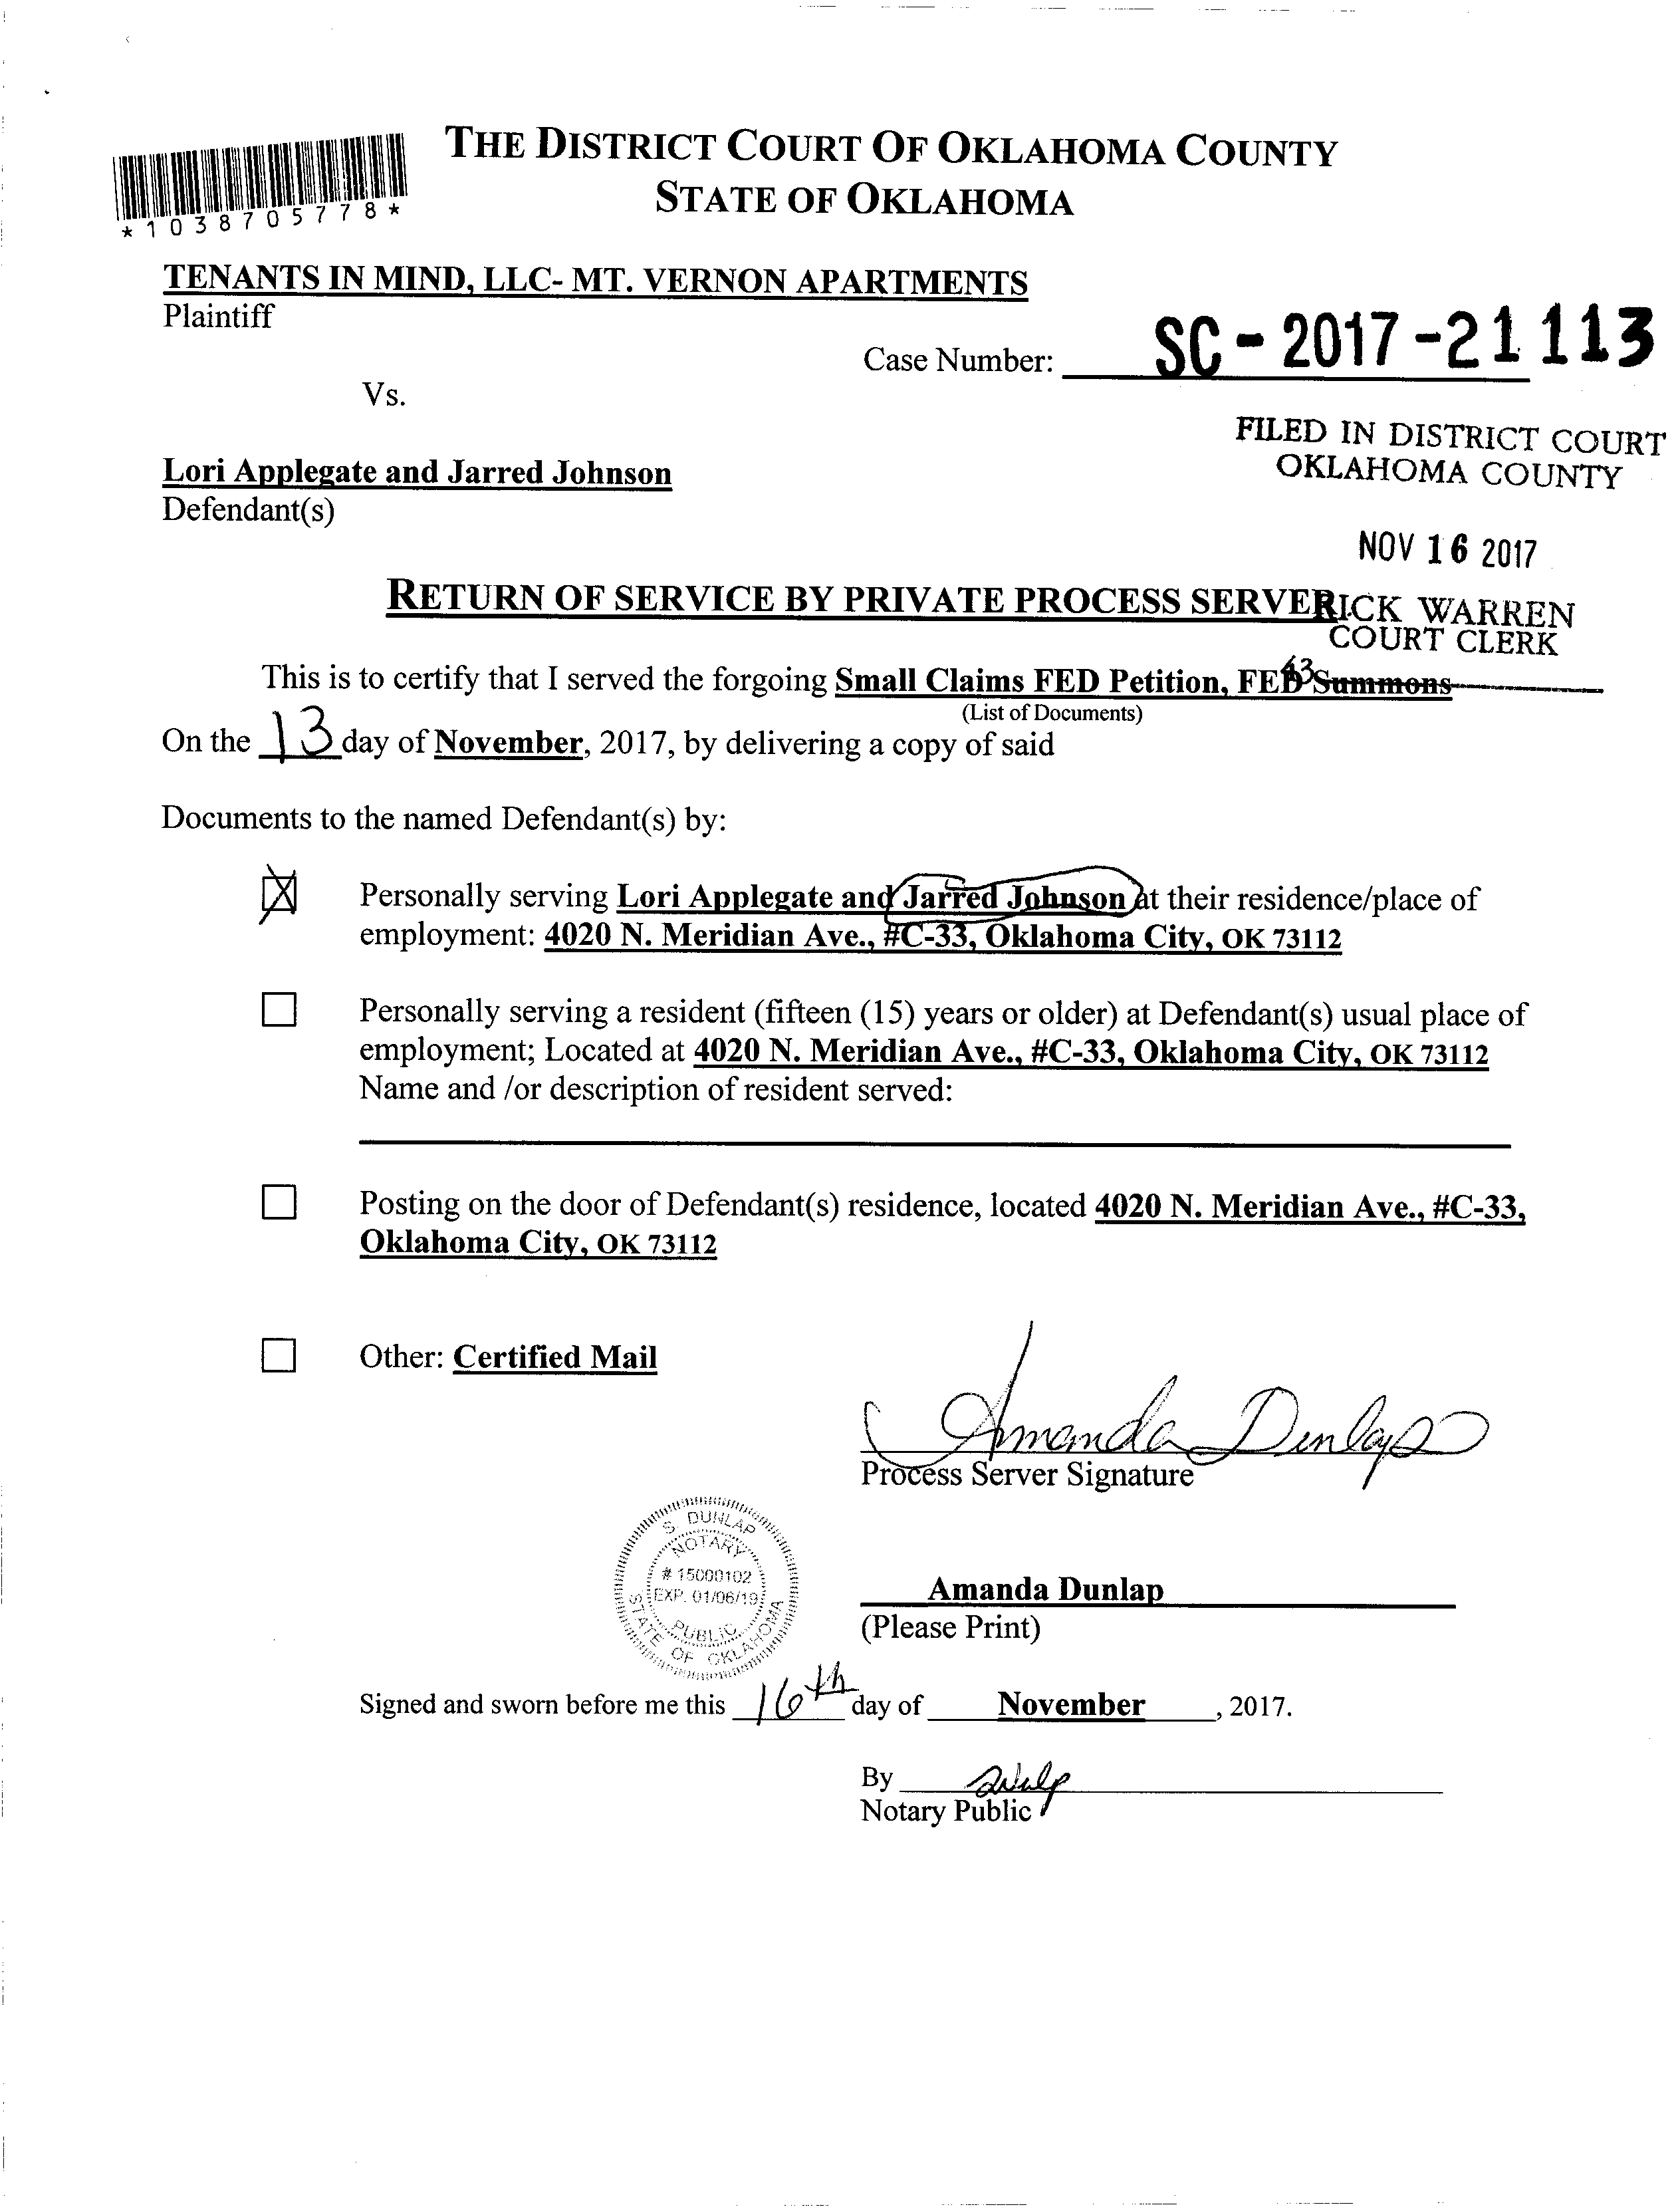 THE DISTRICT COURT OF OKLAHOMA COUNTY
STATE OF OKLAHOMA
*1038705778*
TENANTS IN MIND, LLC- MT. VERNON APARTMENTS
Plaintiff
Case Number: SC-2017-21113
Vs.
FILED IN DISTRICT COURT
OKLAHOMA COUNTY
Lori Applegate and Jarred Johnson
Defendant(s)
NOV 16 2017
RETURN OF SERVICE BY PRIVATE PROCESS SERVER
RICK WARREN
COURT CLERK
63
This is to certify that I served the forgoing Small Claims FED Petition, FED Summons
(List of Documents)
On the 13 day of November, 2017, by delivering a copy of said
Documents to the named Defendant(s) by:
Personally serving Lori Applegate and Jarred Johnson at their residence/place of
employment: 4020 N. Meridian Ave., #C-33, Oklahoma City, OK 73112
Personally serving a resident (fifteen (15) years or older) at Defendant(s) usual place of
employment; Located at 4020 N. Meridian Ave., #C-33, Oklahoma City, OK 73112
Name and /or description of resident served:
Posting on the door of Defendant(s) residence, located 4020 N. Meridian Ave., #C-33,
Oklahoma City, OK 73112
Other: Certified Mail
Amanda Dunlap
Process Server Signature
S. DUNLAP
NOTARY
# 15000102
EXP. 01/06/19
PUBLIC
STATE OF OKLAHOMA
Amanda Dunlap
(Please Print)
Signed and sworn before me this 16th day of November, 2017.
By
Notary Public